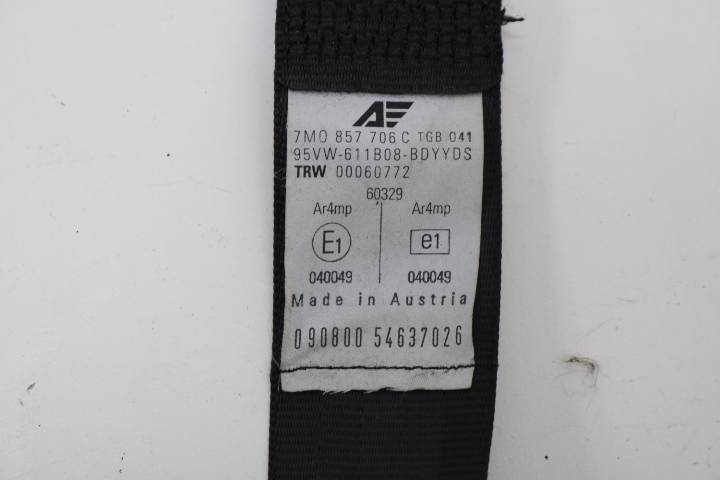 AE
7M0 857 706 C TGB 041
95VW-611B08-BDYYDS
TRW 00060772
60329
Ar4mp Ar4mp
E1 e1
040049 040049
Made in Austria
090800 54637026